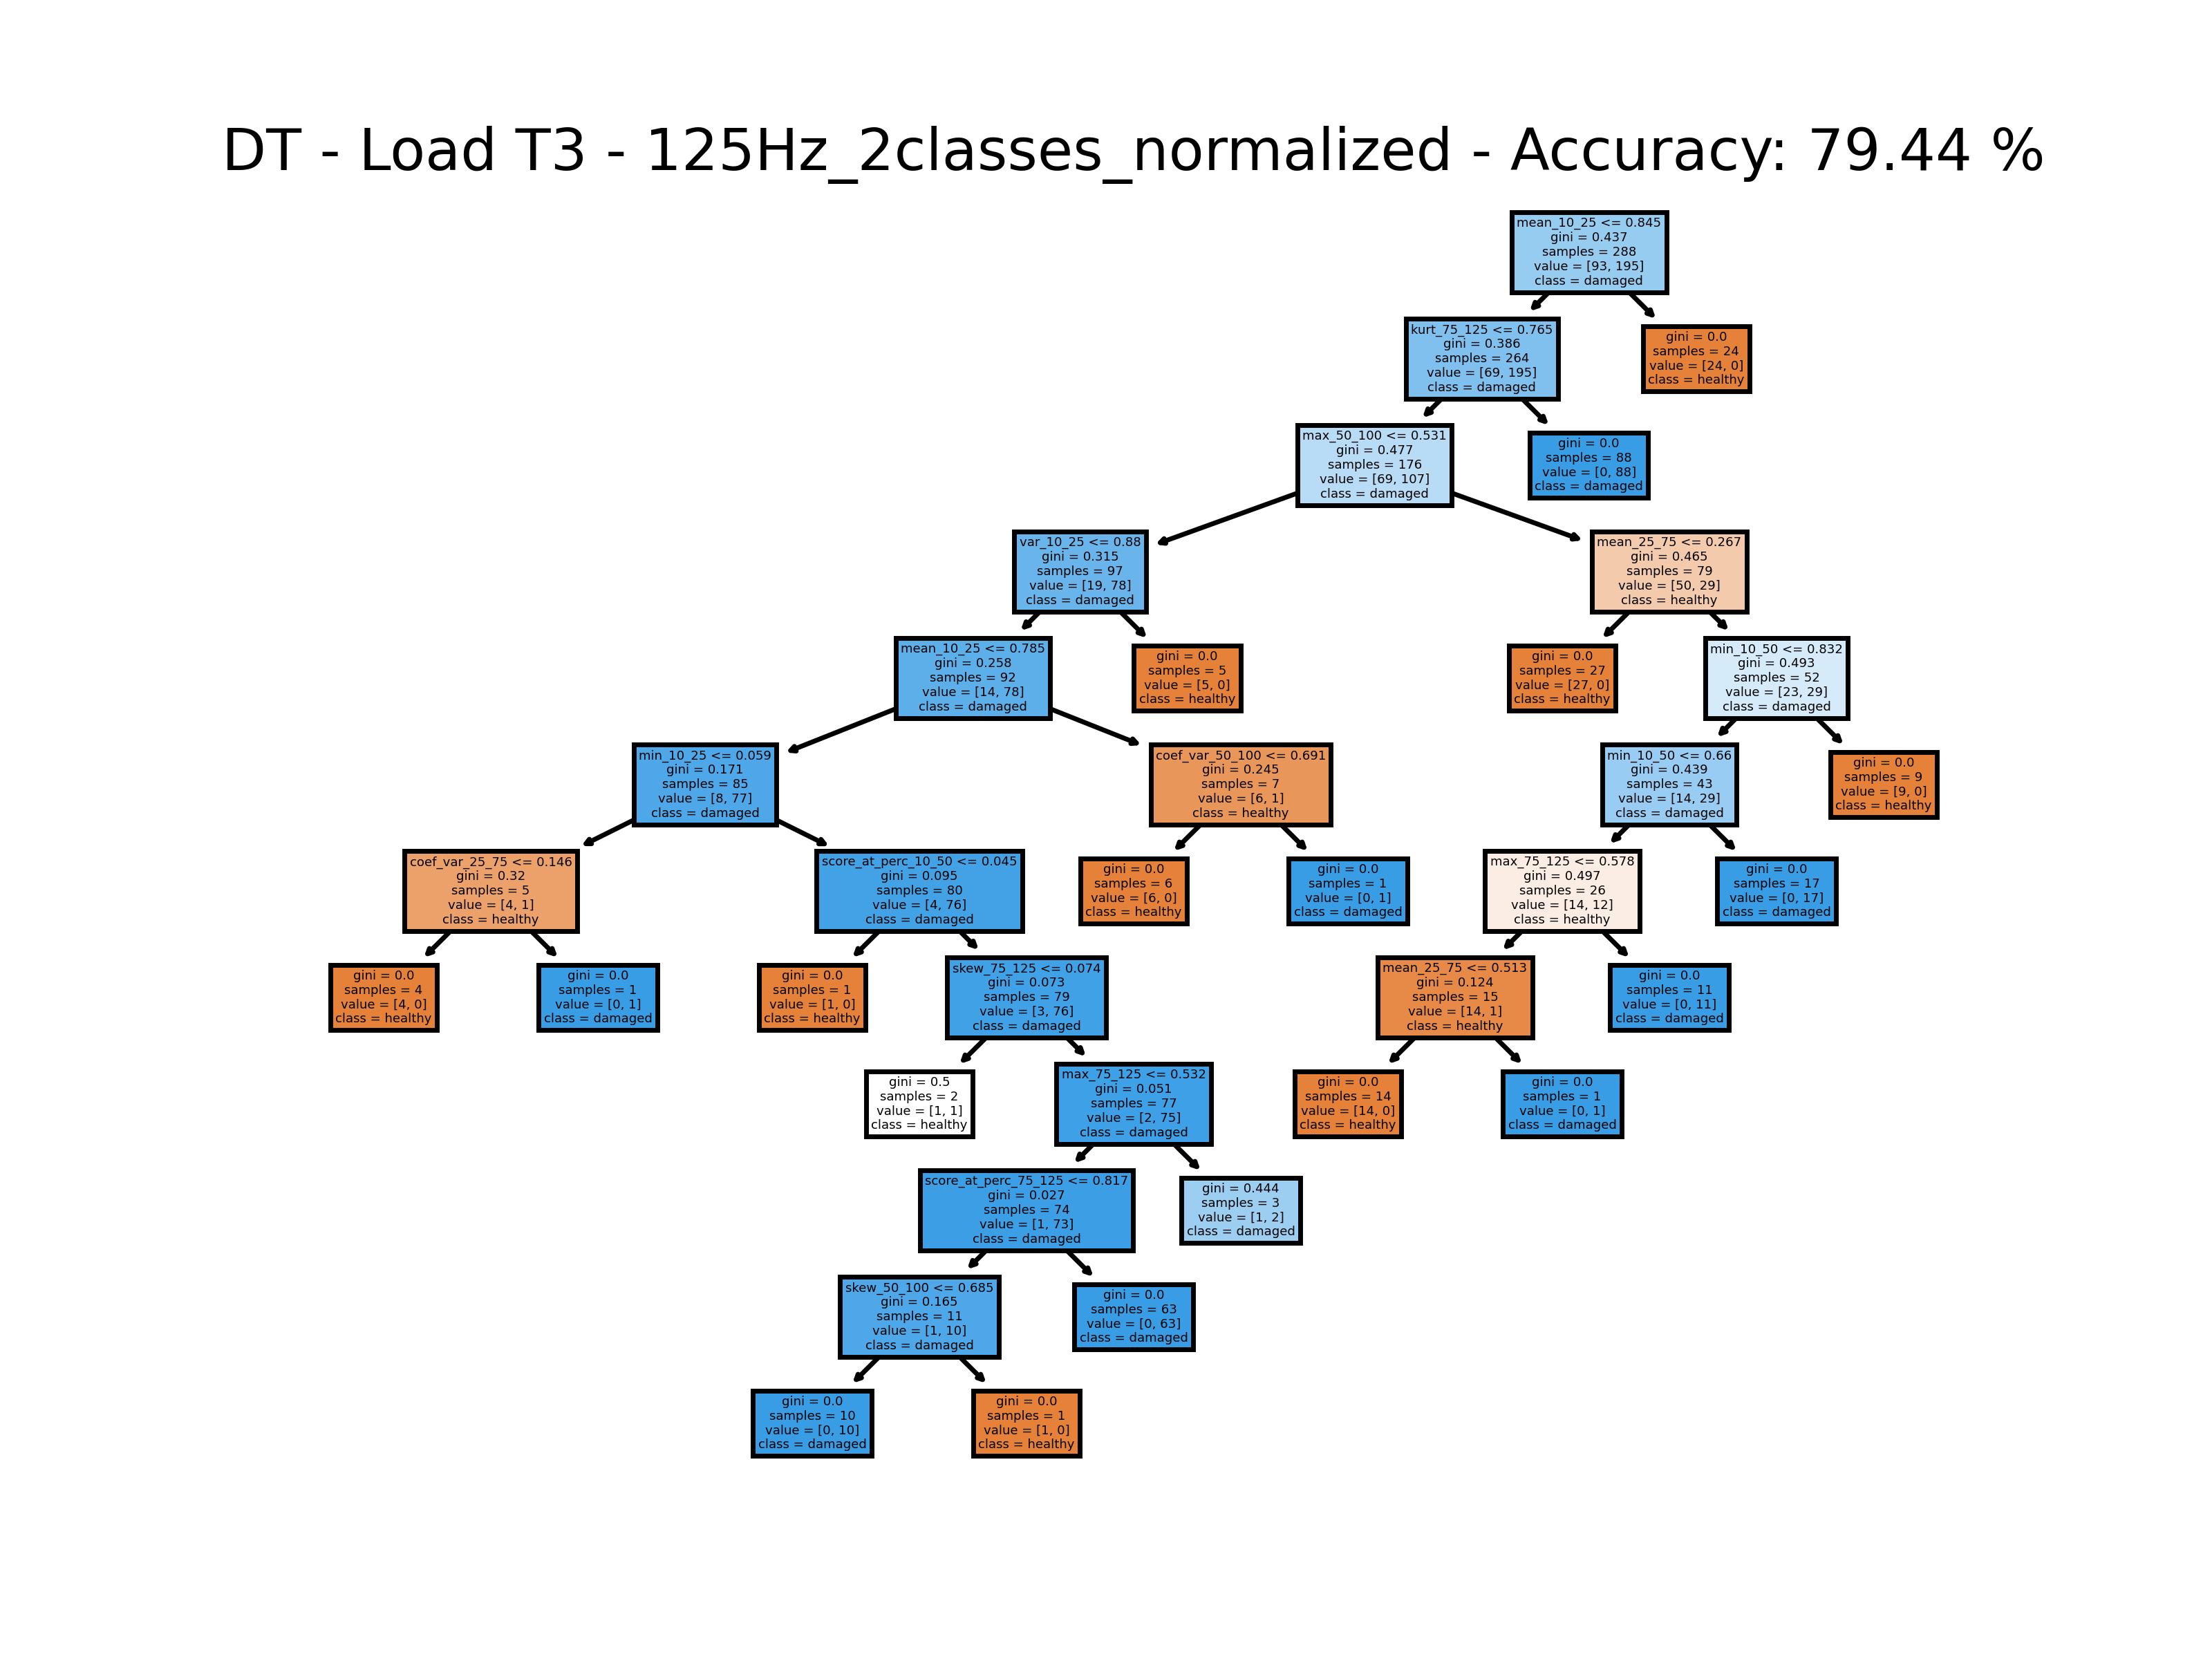 DT - Load T3 - 125Hz_2classes_normalized - Accuracy: 79.44 %
mean_10_25 <= 0.845
gini = 0.437
samples = 288
value = [93, 195]
class = damaged
kurt_75_125 <= 0.765
gini = 0.386
samples = 264
value = [69, 195]
class = damaged
gini = 0.0
samples = 24
value = [24, 0]
class = healthy
max_50_100 <= 0.531
gini = 0.477
samples = 176
value = [69, 107]
class = damaged
gini = 0.0
samples = 88
value = [0, 88]
class = damaged
var_10_25 <= 0.88
gini = 0.315
samples = 97
value = [19, 78]
class = damaged
mean_25_75 <= 0.267
gini = 0.465
samples = 79
value = [50, 29]
class = healthy
mean_10_25 <= 0.785
gini = 0.258
samples = 92
value = [14, 78]
class = damaged
gini = 0.0
samples = 5
value = [5, 0]
class = healthy
gini = 0.0
samples = 27
value = [27, 0]
class = healthy
min_10_50 <= 0.832
gini = 0.493
samples = 52
value = [23, 29]
class = damaged
min_10_25 <= 0.059
gini = 0.171
samples = 85
value = [8, 77]
class = damaged
coef_var_50_100 <= 0.691
gini = 0.245
samples = 7
value = [6, 1]
class = healthy
min_10_50 <= 0.66
gini = 0.439
samples = 43
value = [14, 29]
class = damaged
gini = 0.0
samples = 9
value = [9, 0]
class = healthy
coef_var_25_75 <= 0.146
gini = 0.32
samples = 5
value = [4, 1]
class = healthy
score_at_perc_10_50 <= 0.045
gini = 0.095
samples = 80
value = [4, 76]
class = damaged
gini = 0.0
samples = 6
value = [6, 0]
class = healthy
gini = 0.0
samples = 1
value = [0, 1]
class = damaged
max_75_125 <= 0.578
gini = 0.497
samples = 26
value = [14, 12]
class = healthy
gini = 0.0
samples = 17
value = [0, 17]
class = damaged
gini = 0.0
samples = 4
value = [4, 0]
class = healthy
gini = 0.0
samples = 1
value = [0, 1]
class = damaged
gini = 0.0
samples = 1
value = [1, 0]
class = healthy
skew_75_125 <= 0.074
gini = 0.073
samples = 79
value = [3, 76]
class = damaged
mean_25_75 <= 0.513
gini = 0.124
samples = 15
value = [14, 1]
class = healthy
gini = 0.0
samples = 11
value = [0, 11]
class = damaged
gini = 0.5
samples = 2
value = [1, 1]
class = healthy
max_75_125 <= 0.532
gini = 0.051
samples = 77
value = [2, 75]
class = damaged
gini = 0.0
samples = 14
value = [14, 0]
class = healthy
gini = 0.0
samples = 1
value = [0, 1]
class = damaged
score_at_perc_75_125 <= 0.817
gini = 0.027
samples = 74
value = [1, 73]
class = damaged
gini = 0.444
samples = 3
value = [1, 2]
class = damaged
skew_50_100 <= 0.685
gini = 0.165
samples = 11
value = [1, 10]
class = damaged
gini = 0.0
samples = 63
value = [0, 63]
class = damaged
gini = 0.0
samples = 10
value = [0, 10]
class = damaged
gini = 0.0
samples = 1
value = [1, 0]
class = healthy